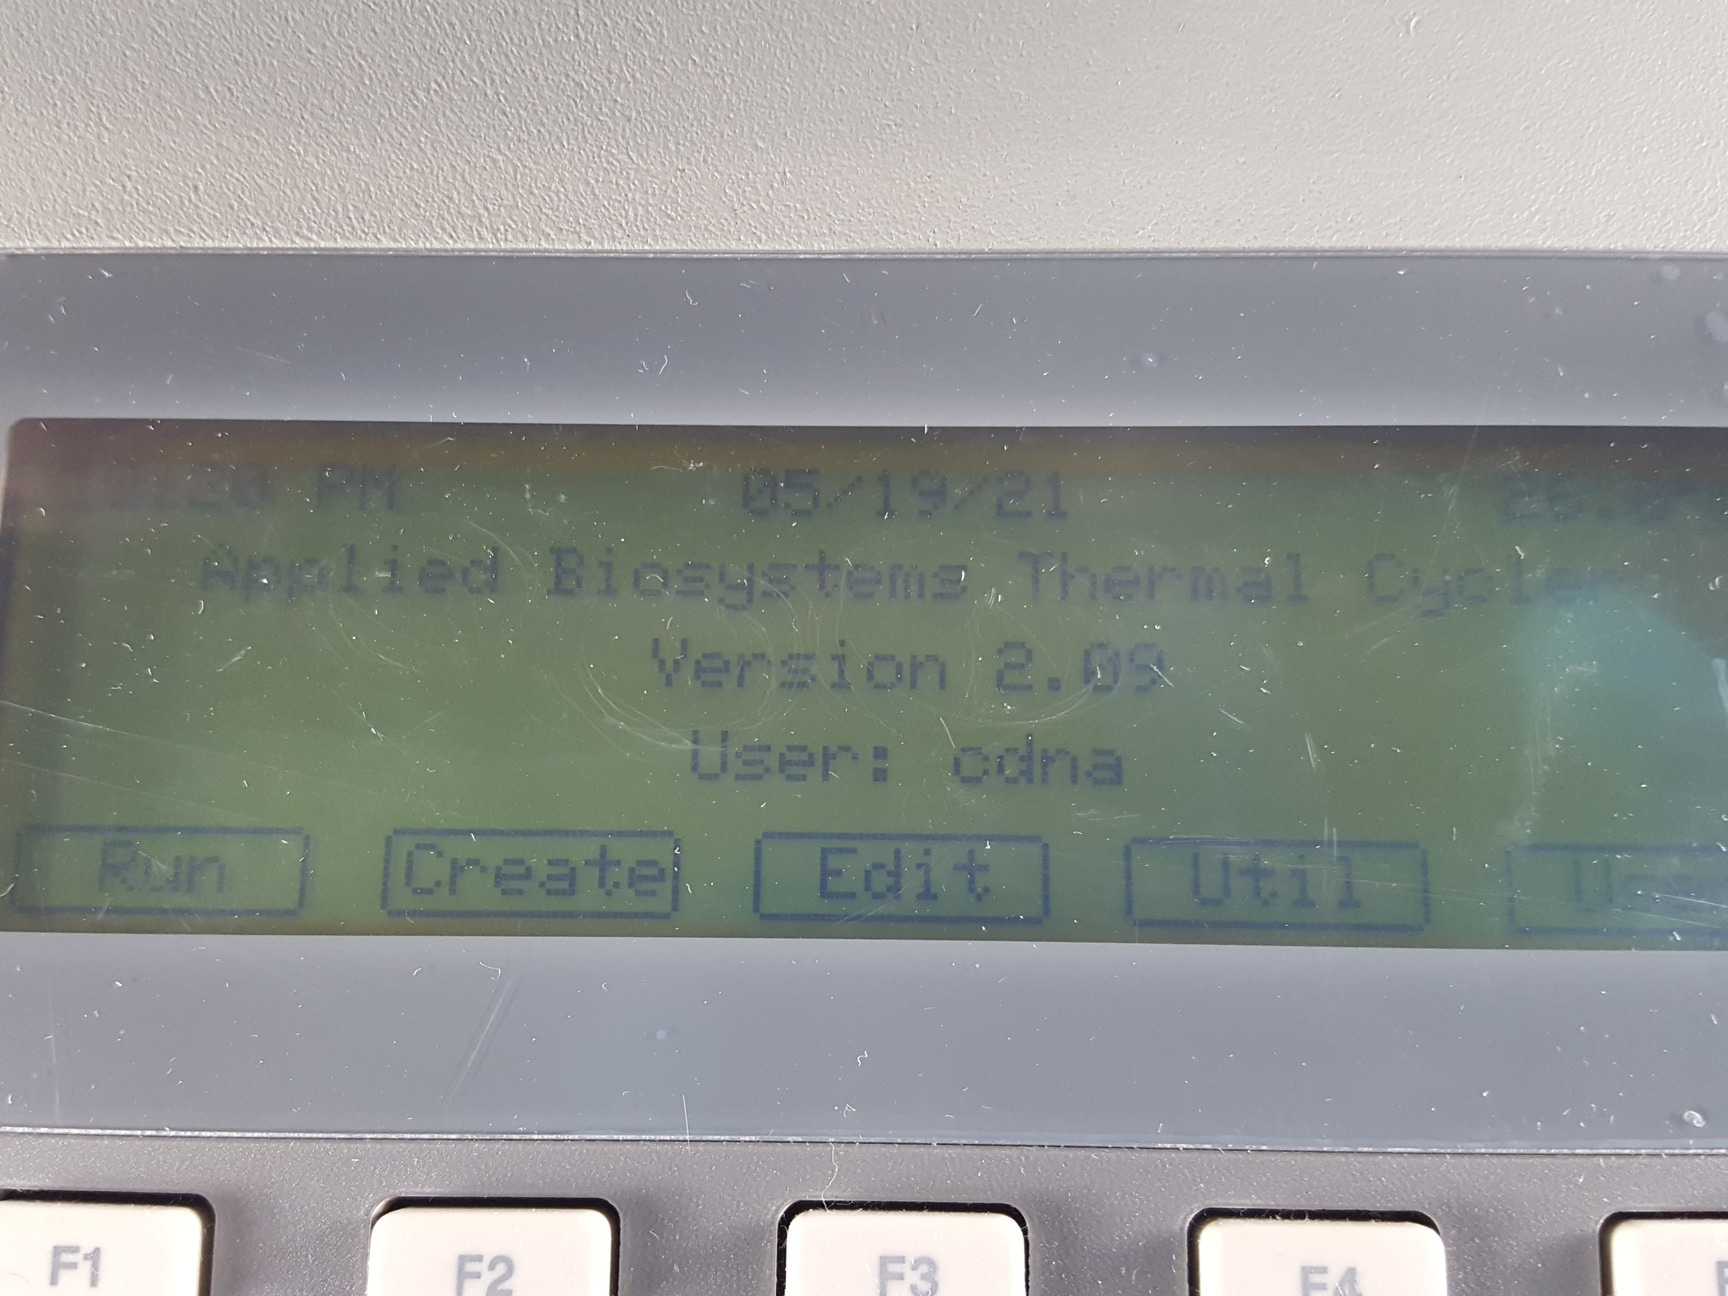 PM 05/19/21
Applied Biosystems Thermal Cycler
Version 2.09
User: cdna
Run Create Edit Util
F1 F2 F3 F4